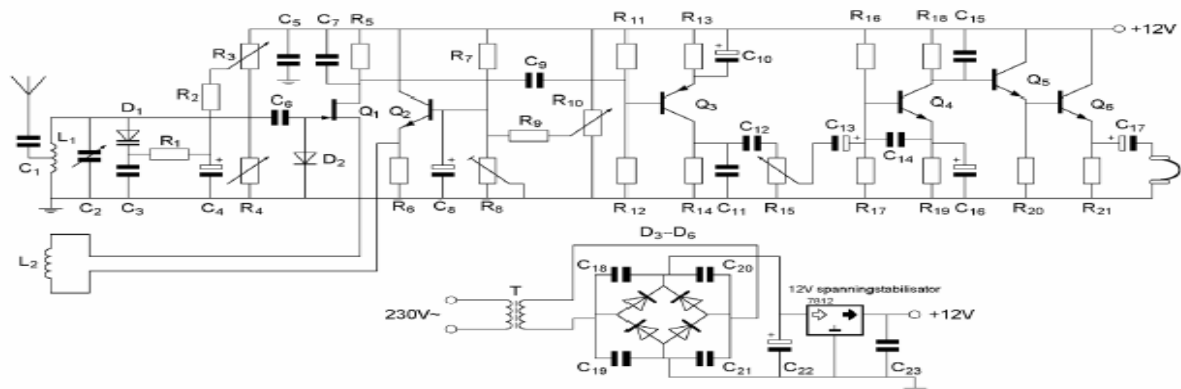 R11 R13 R16 R18 C15
C5 C7 R5 +12V
R3 R7 C9 C10 Q5
R2 R10 Q3 Q4 Q6
D1 C6 Q1 Q2 C12 C13 C17
L1 R1 D2 R9 C14
C1
C2 C3 C4 R4 R6 C8 R8 R12 R14 C11 R15 R17 R19 C16 R20 R21
D3-D6
L2 C18 C20
T 12V spanningstabilisator
7812
230V~ +12V
C19 C21 C22 C23